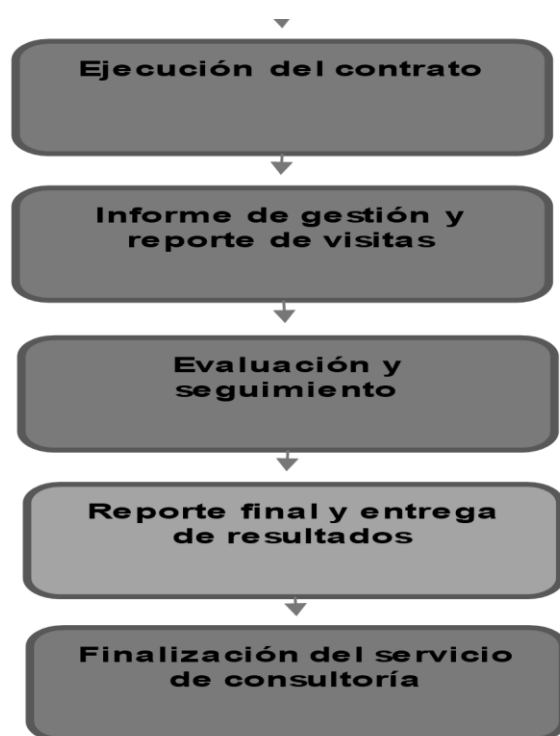 Ejecución del contrato
Informe de gestión y
reporte de visitas
Evaluación y
seguimiento
Reporte final y entrega
de resultados
Finalización del servicio
de consultoría